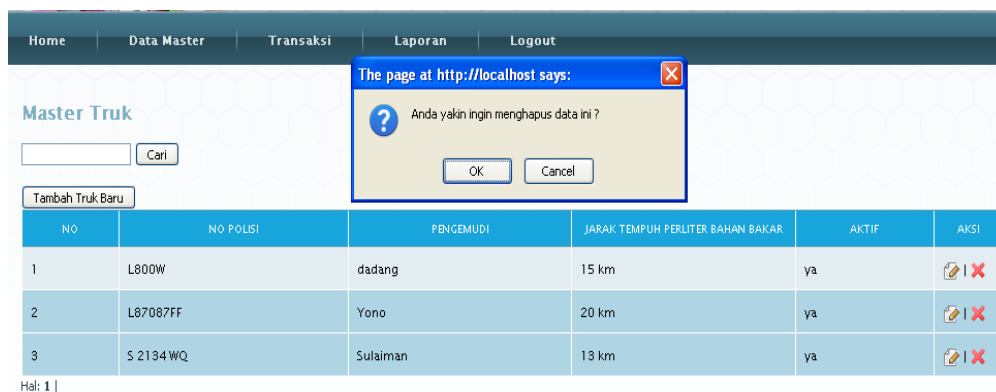 Home Data Master Transaksi Laporan Logout
The page at http://localhost says:
Anda yakin ingin menghapus data ini ?
OK Cancel
Master Truk
Cari
Tambah Truk Baru
NO NO POLISI PENGEMUDI JARAK TEMPUH PERLITER BAHAN BAKAR AKTIF AKSI
1 L800W dadang 15 km ya |
2 L87087FF Yono 20 km ya |
3 S 2134 WQ Sulaiman 13 km ya |
Hal: 1 |